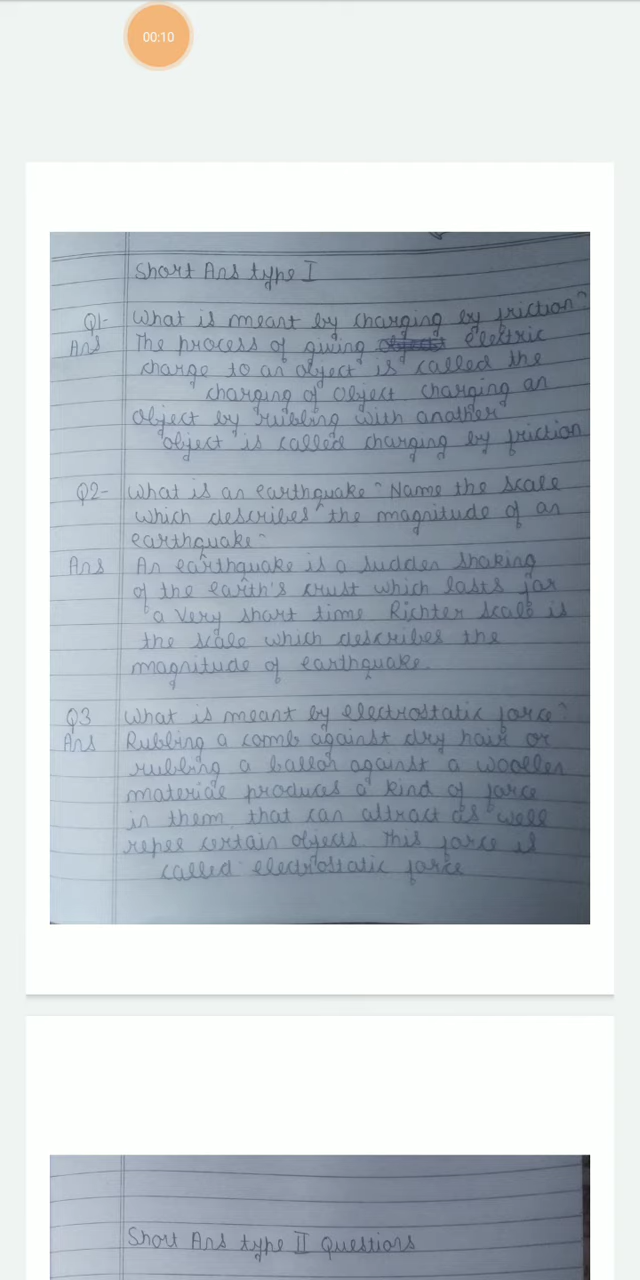 00:10
Short Ans type I
Q1- What is meant by charging by friction?
Ans The process of giving electric
charge to an object is called the
charging of object charging an
object by rubbing with another
object is called charging by friction
Q2- What is an earthquake? Name the scale
which describes the magnitude of an
earthquake?
Ans An earthquake is a sudden shaking
of the earth's crust which lasts for
a very short time Richter scale is
the scale which describes the
magnitude of earthquake.
Q3 What is meant by electrostatic force?
Ans Rubbing a comb against dry hair or
rubbing a ballon against a woollen
material produces a kind of force
in them that can attract as well
repel certain objects This force is
called electrostatic force
Short Ans type II Questions